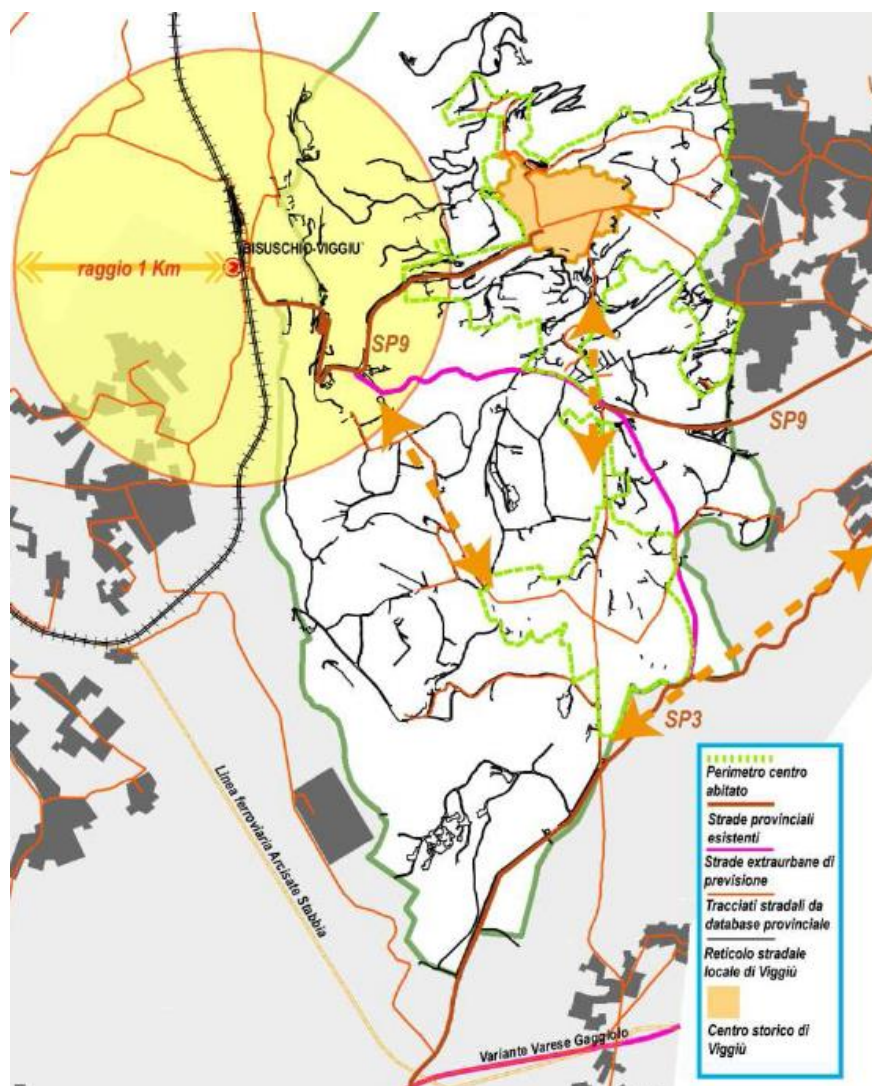 BISUSCHIO-VIGGIU'
raggio 1 Km
SP9
SP9
SP3
Linea ferroviaria Arcisate Stabbia
Variante Varese Gaggiolo
Perimetro centro
abitato
Strade provinciali
esistenti
Strade extraurbane di
previsione
Tracciati stradali da
database provinciale
Reticolo stradale
locale di Viggiù
Centro storico di
Viggiù